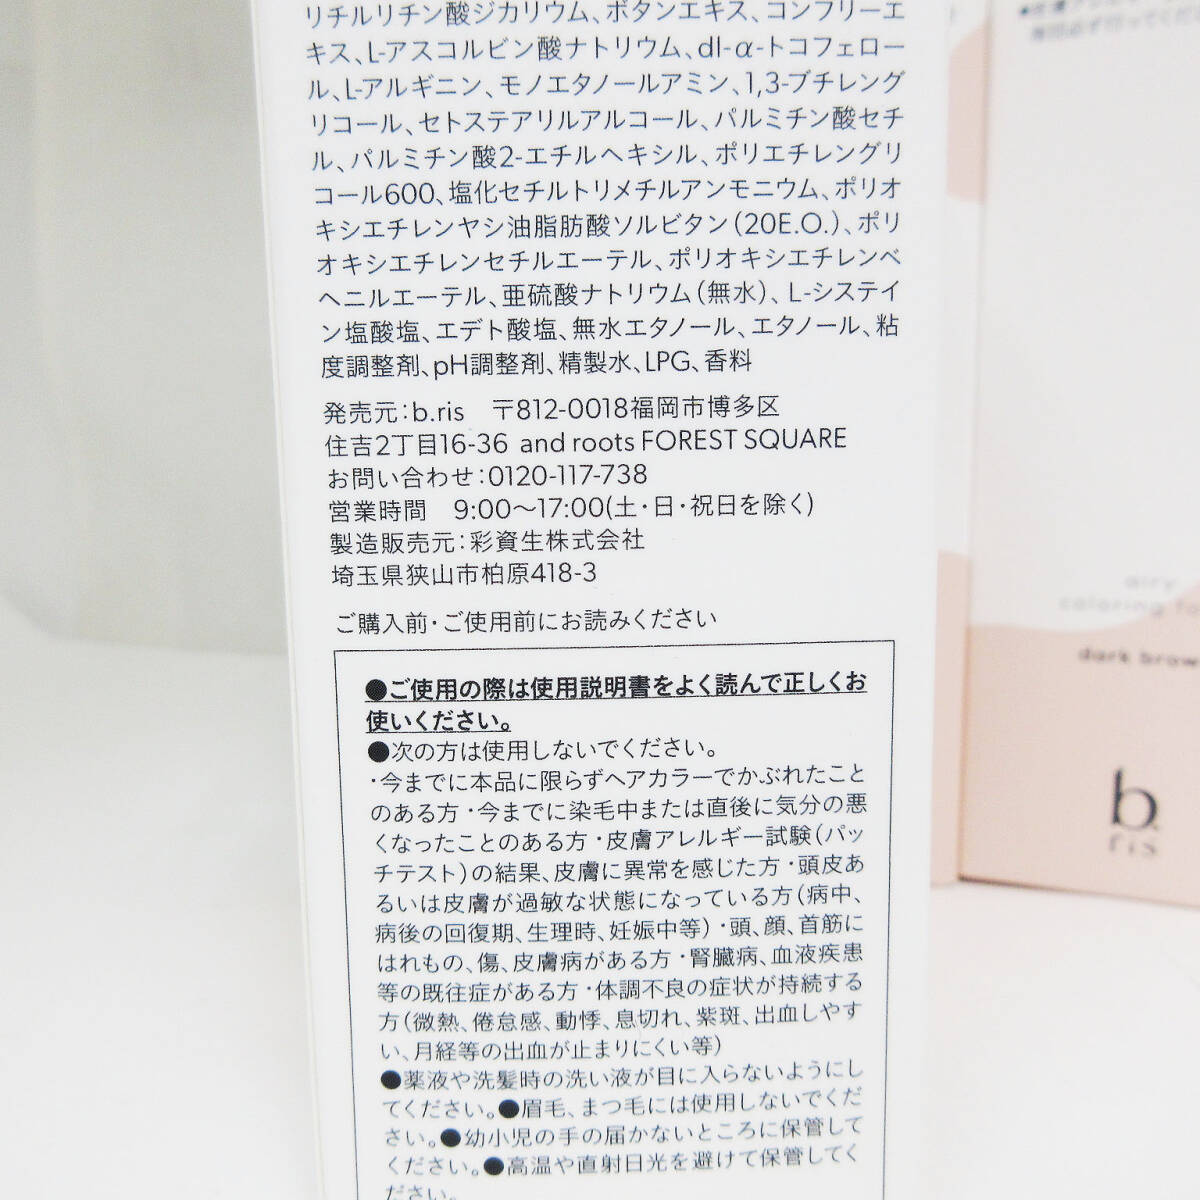 リチルリチン酸ジカリウム、ボタンエキス、コンフリーエ
キス、L-アスコルビン酸ナトリウム、dl-α-トコフェロー
ル、L-アルギニン、モノエタノールアミン、1,3-ブチレング
リコール、セトステアリルアルコール、パルミチン酸セチ
ル、パルミチン酸2-エチルヘキシル、ポリエチレングリ
コール600、塩化セチルトリメチルアンモニウム、ポリオ
キシエチレンヤシ油脂肪酸ソルビタン(20E.O.)、ポリ
オキシエチレンセチルエーテル、ポリオキシエチレンベ
ヘニルエーテル、亜硫酸ナトリウム(無水)、L-システイ
ン塩酸塩、エデト酸塩、無水エタノール、エタノール、粘
度調整剤、pH調整剤、精製水、LPG、香料
発売元:b.ris 〒812-0018福岡市博多区
住吉2丁目16-36 and roots FOREST SQUARE
お問い合わせ:0120-117-738
営業時間 9:00〜17:00(土・日・祝日を除く)
製造販売元:彩資生株式会社
埼玉県狭山市柏原418-3
ご購入前・ご使用前にお読みください
●ご使用の際は使用説明書をよく読んで正しくお
使いください。
●次の方は使用しないでください。
・今までに本品に限らずヘアカラーでかぶれたこと
のある方・今までに染毛中または直後に気分の悪
くなったことのある方・皮膚アレルギー試験(パッ
チテスト)の結果、皮膚に異常を感じた方・頭皮あ
るいは皮膚が過敏な状態になっている方(病中、
病後の回復期、生理時、妊娠中等)・頭、顔、首筋に
はれもの、傷、皮膚病がある方・腎臓病、血液疾患
等の既往症がある方・体調不良の症状が持続する
方(微熱、倦怠感、動悸、息切れ、紫斑、出血しやす
い、月経等の出血が止まりにくい等)
●薬液や洗髪時の洗い液が目に入らないようにし
てください。●眉毛、まつ毛には使用しないでくだ
さい。●幼小児の手の届かないところに保管して
ください。●高温や直射日光を避けて保管してく
ださい。
airy
coloring fo
dark brow
b.
ris